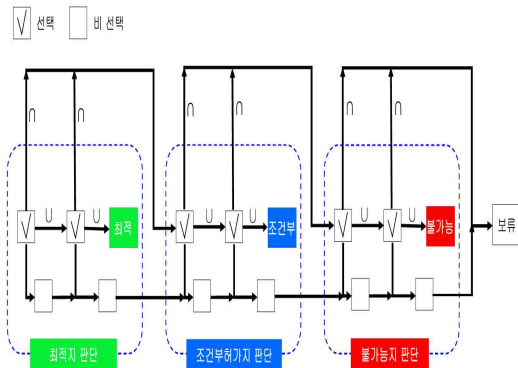 √ 선택 비 선택
∩ ∩ ∩ ∩ ∩ ∩
√ ∪ √ ∪ 최적 √ ∪ √ ∪ 조건부 √ ∪ √ ∪ 불가능 보류
최적지 판단 조건부허가지 판단 불가능지 판단